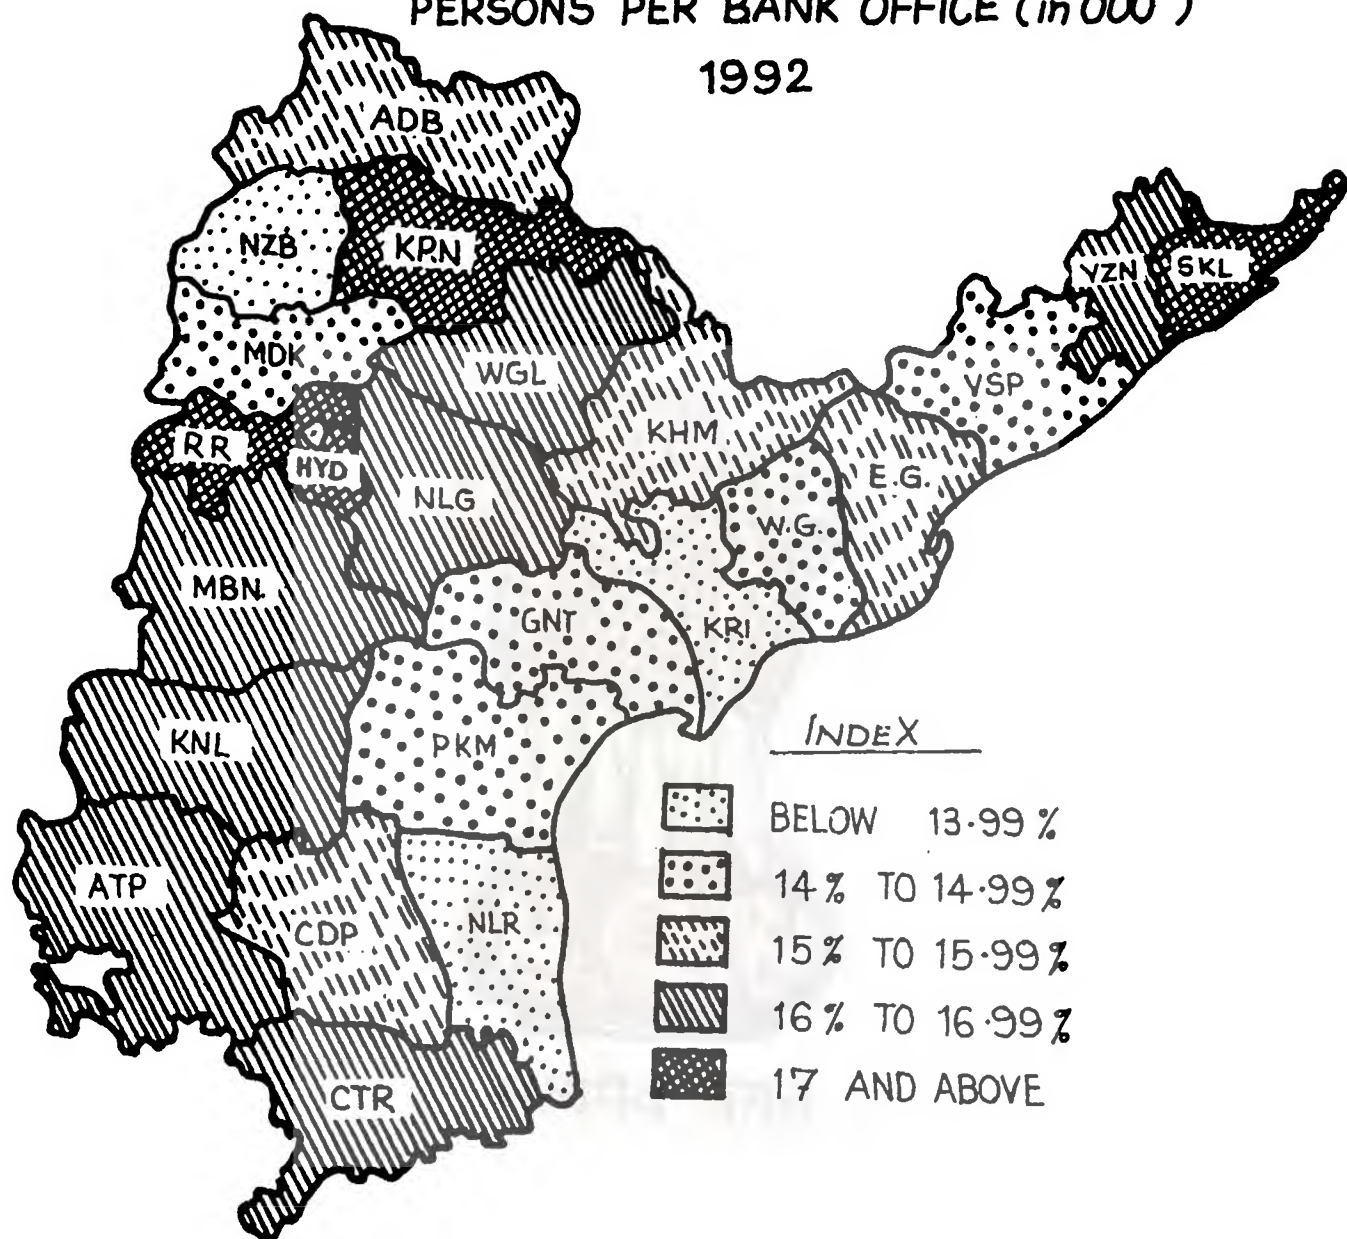 PERSONS PER BANK OFFICE (in 000')
1992
ADB
NZB
KRN
MDK
WGL
RR
HYD
NLG
KHM
VZN
SKL
VSP
E.G.
W.G.
MBN
GNT
KRI
KNL
PKM
ATP
CDP
NLR
CTR
INDEX
BELOW 13.99 %
14 % TO 14.99 %
15 % TO 15.99 %
16 % TO 16.99 %
17 AND ABOVE